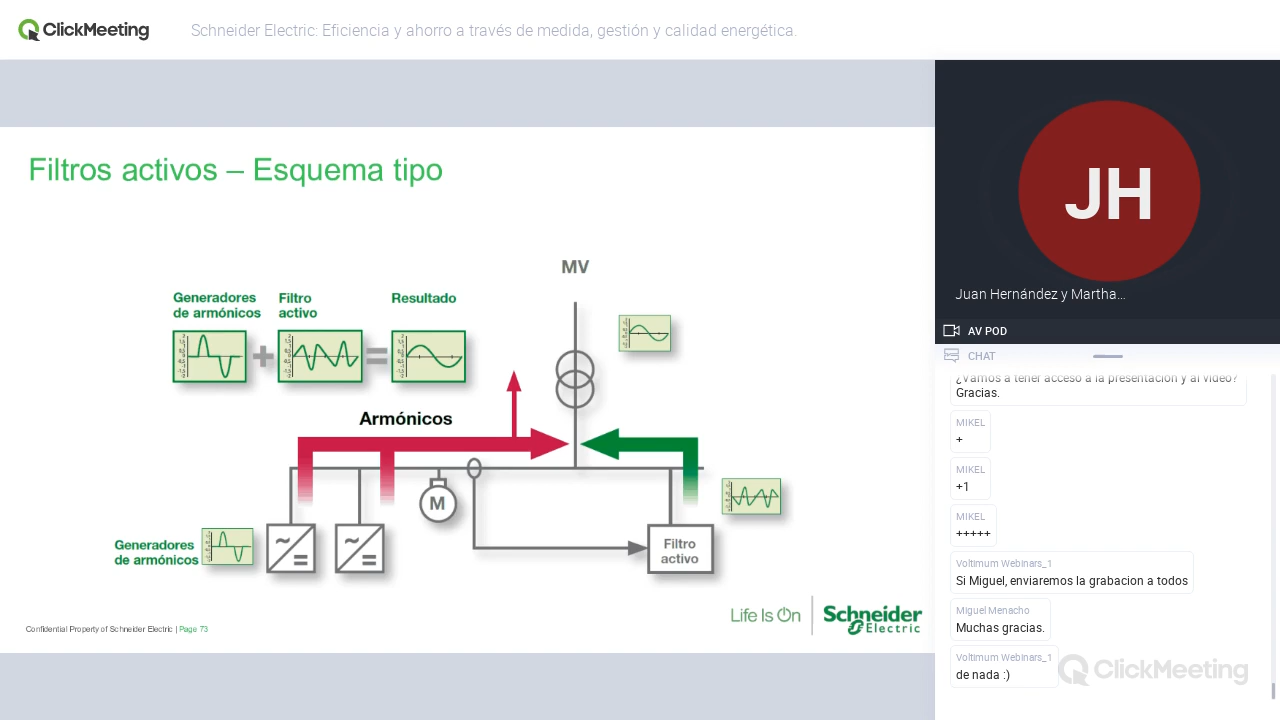 ClickMeeting
Schneider Electric: Eficiencia y ahorro a través de medida, gestión y calidad energética.
Filtros activos – Esquema tipo
MV
Generadores
de armónicos
Filtro
activo
Resultado
Armónicos
M
Generadores
de armónicos
Filtro
activo
Confidential Property of Schneider Electric | Page 73
Life Is On
Schneider
Electric
JH
Juan Hernández y Martha...
AV POD
CHAT
¿Vamos a tener acceso a la presentación y al vídeo?
Gracias.
MIKEL
+
MIKEL
+1
MIKEL
+++++
Voltimum Webinars_1
Si Miguel, enviaremos la grabacion a todos
Miguel Menacho
Muchas gracias.
Voltimum Webinars_1
de nada :)
ClickMeeting